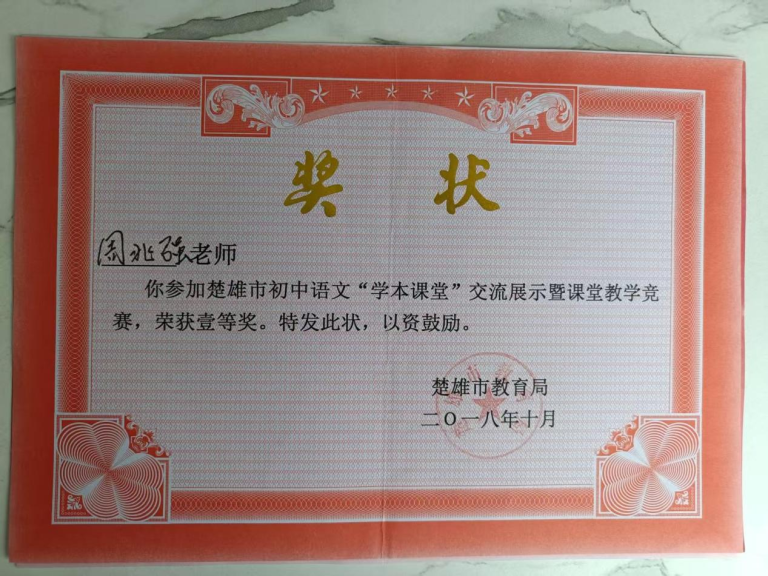 奖状
周兆强老师
你参加楚雄市初中语文“学本课堂”交流展示暨课堂教学竞
赛，荣获壹等奖。特发此状，以资鼓励。
楚雄市教育局
二〇一八年十月